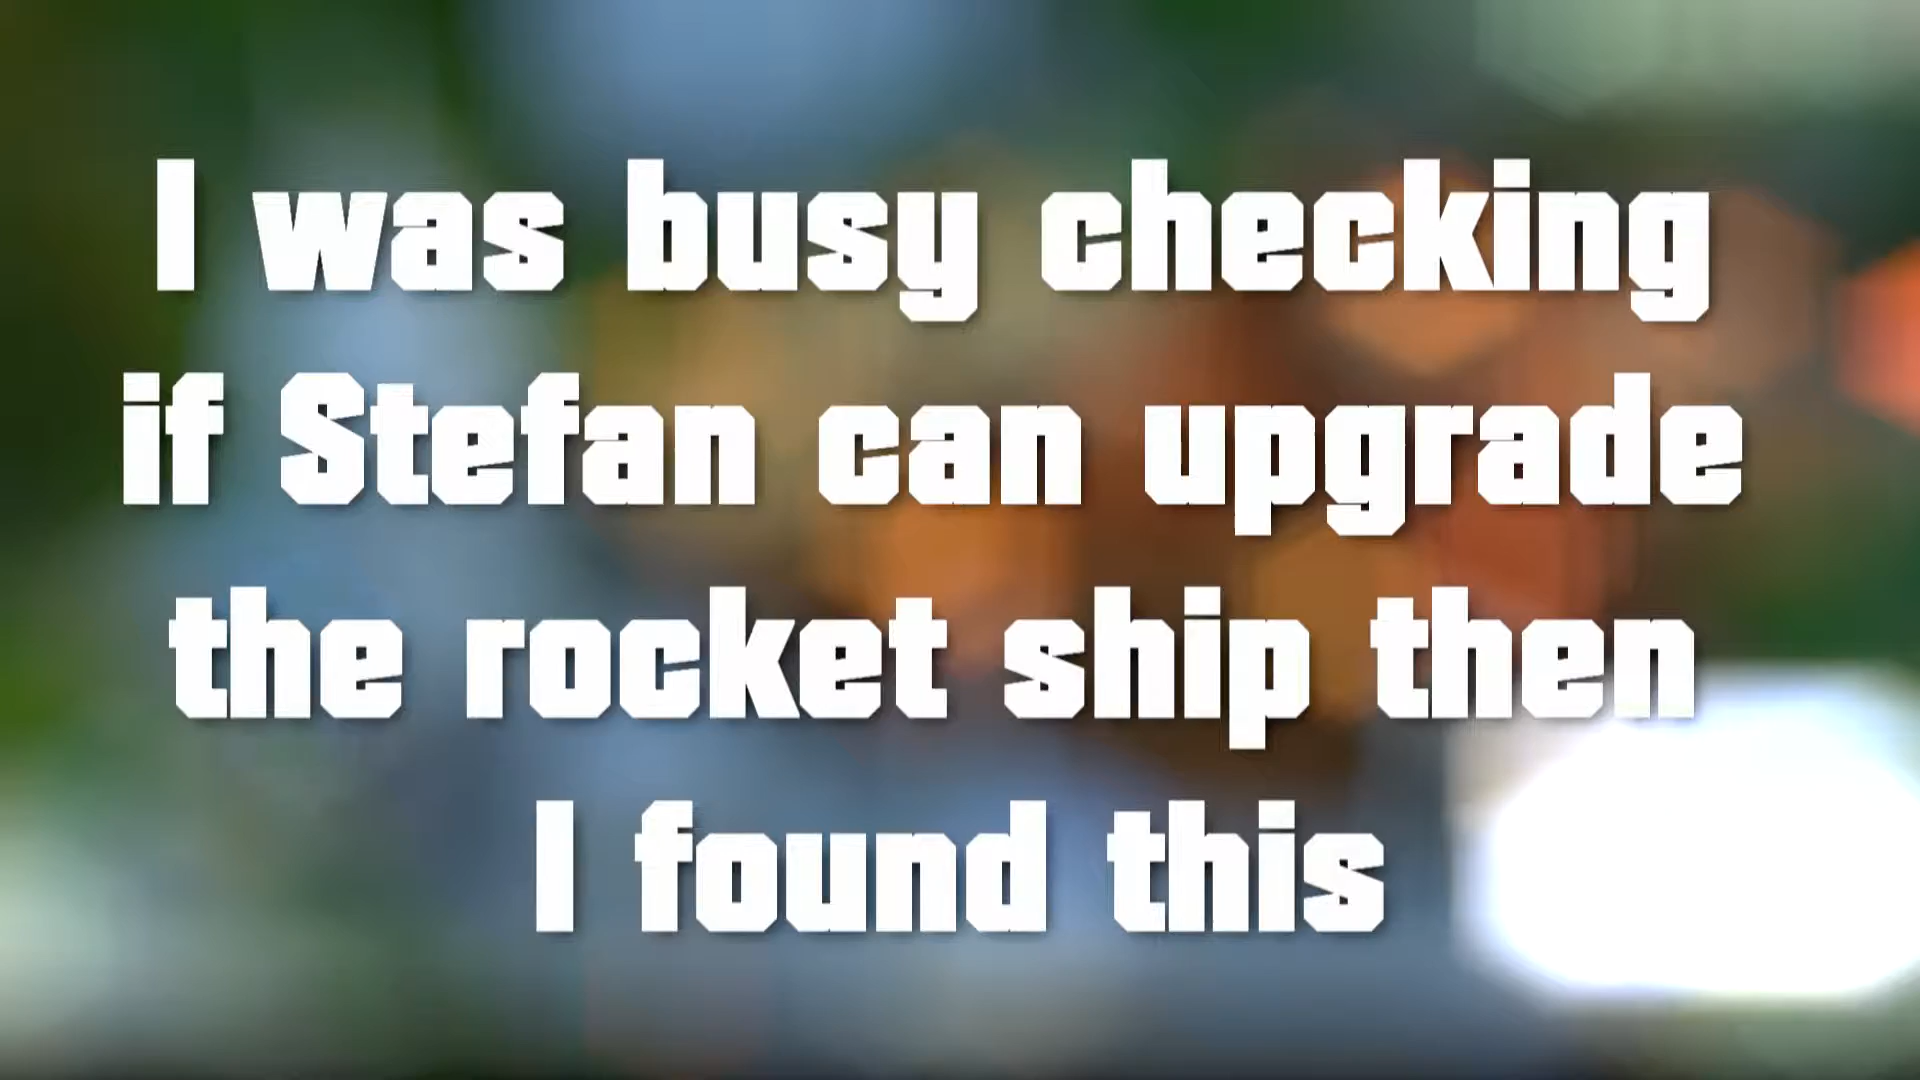 I was busy checking
if Stefan can upgrade
the rocket ship then
I found this